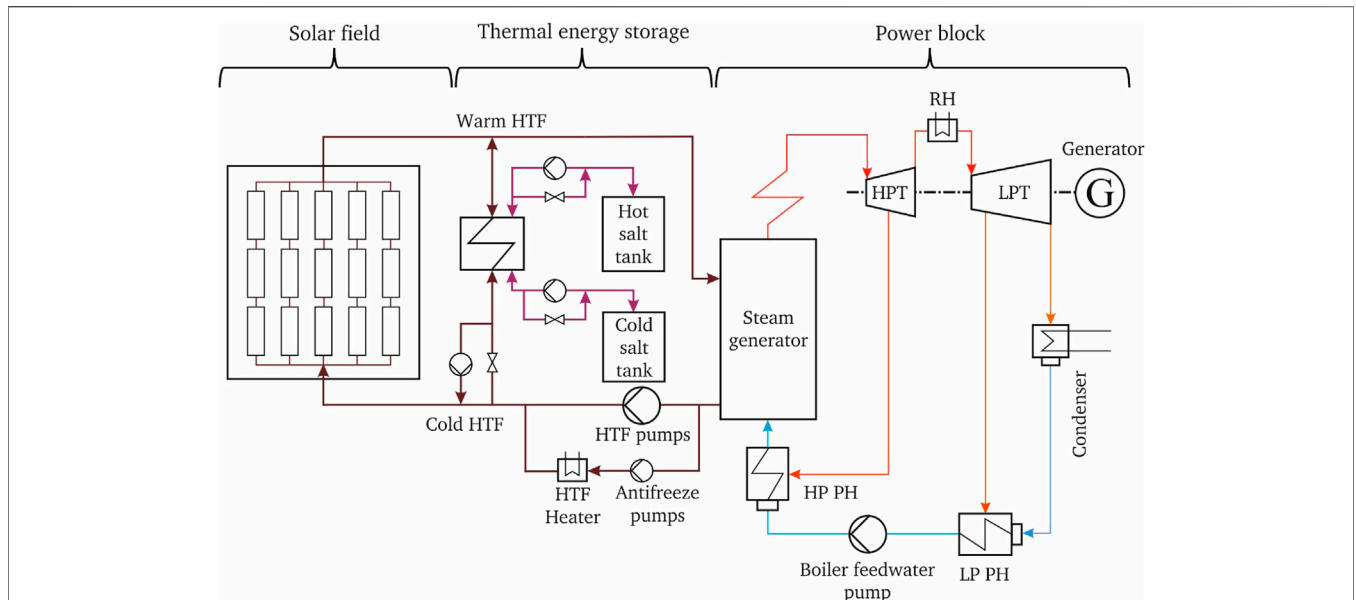 Solar field
Thermal energy storage
Power block
Warm HTF
RH
Generator
HPT
LPT
G
Hot
salt
tank
Steam
generator
Cold
salt
tank
Cold HTF
HTF pumps
Condenser
HTF
Heater
Antifreeze
pumps
HP PH
Boiler feedwater
pump
LP PH